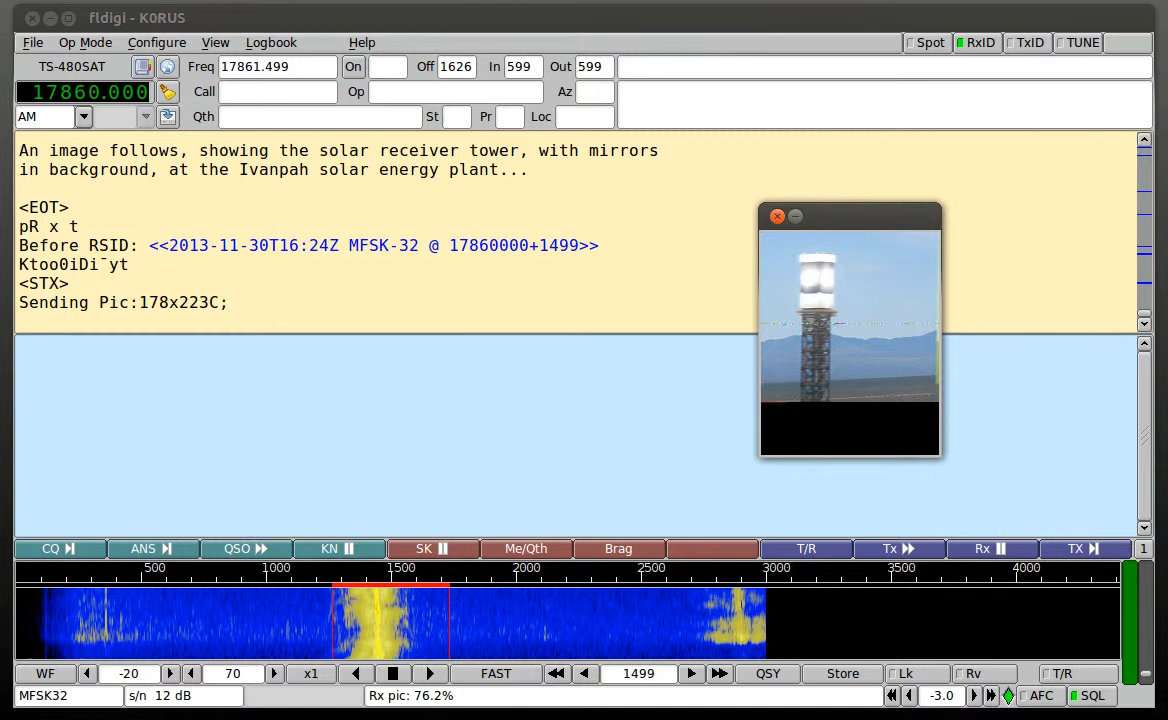 fldigi - K0RUS
File Op Mode Configure View Logbook Help Spot RxID TxID TUNE
TS-480SAT Freq 17861.499 On Off 1626 In 599 Out 599
17860.000 Call Op Az
AM Qth St Pr Loc
An image follows, showing the solar receiver tower, with mirrors
in background, at the Ivanpah solar energy plant...
<EOT>
pR x t
Before RSID: <<2013-11-30T16:24Z MFSK-32 @ 17860000+1499>>
Ktoo0iDi¯yt
<STX>
Sending Pic:178x223C;
CQ ANS QSO KN SK Me/Qth Brag T/R Tx Rx TX 1
500 1000 1500 2000 2500 3000 3500 4000
WF -20 70 x1 FAST 1499 QSY Store Lk Rv T/R
MFSK32 s/n 12 dB Rx pic: 76.2% -3.0 AFC SQL